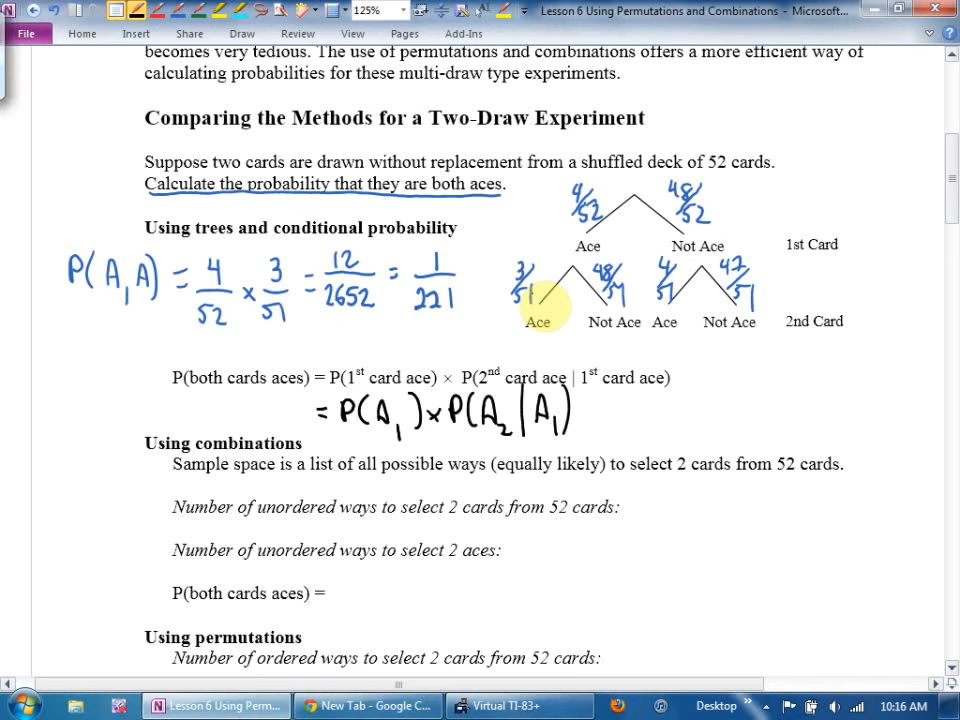 125%
Lesson 6 Using Permutations and Combinations - Microsoft...
File Home Insert Share Draw Review View Pages Add-Ins
becomes very tedious. The use of permutations and combinations offers a more efficient way of
calculating probabilities for these multi-draw type experiments.
Comparing the Methods for a Two-Draw Experiment
Suppose two cards are drawn without replacement from a shuffled deck of 52 cards.
Calculate the probability that they are both aces.
4/52 48/52
Using trees and conditional probability
Ace Not Ace 1st Card
P(A,A) = 4/52 × 3/51 = 12/2652 = 1/221
3/51 48/51 4/51 47/51
Ace Not Ace Ace Not Ace 2nd Card
P(both cards aces) = P(1st card ace) × P(2nd card ace | 1st card ace)
= P(A1) × P(A2 | A1)
Using combinations
Sample space is a list of all possible ways (equally likely) to select 2 cards from 52 cards.
Number of unordered ways to select 2 cards from 52 cards:
Number of unordered ways to select 2 aces:
P(both cards aces) =
Using permutations
Number of ordered ways to select 2 cards from 52 cards:
Lesson 6 Using Perm... New Tab - Google C... Virtual TI-83+ Desktop 10:16 AM